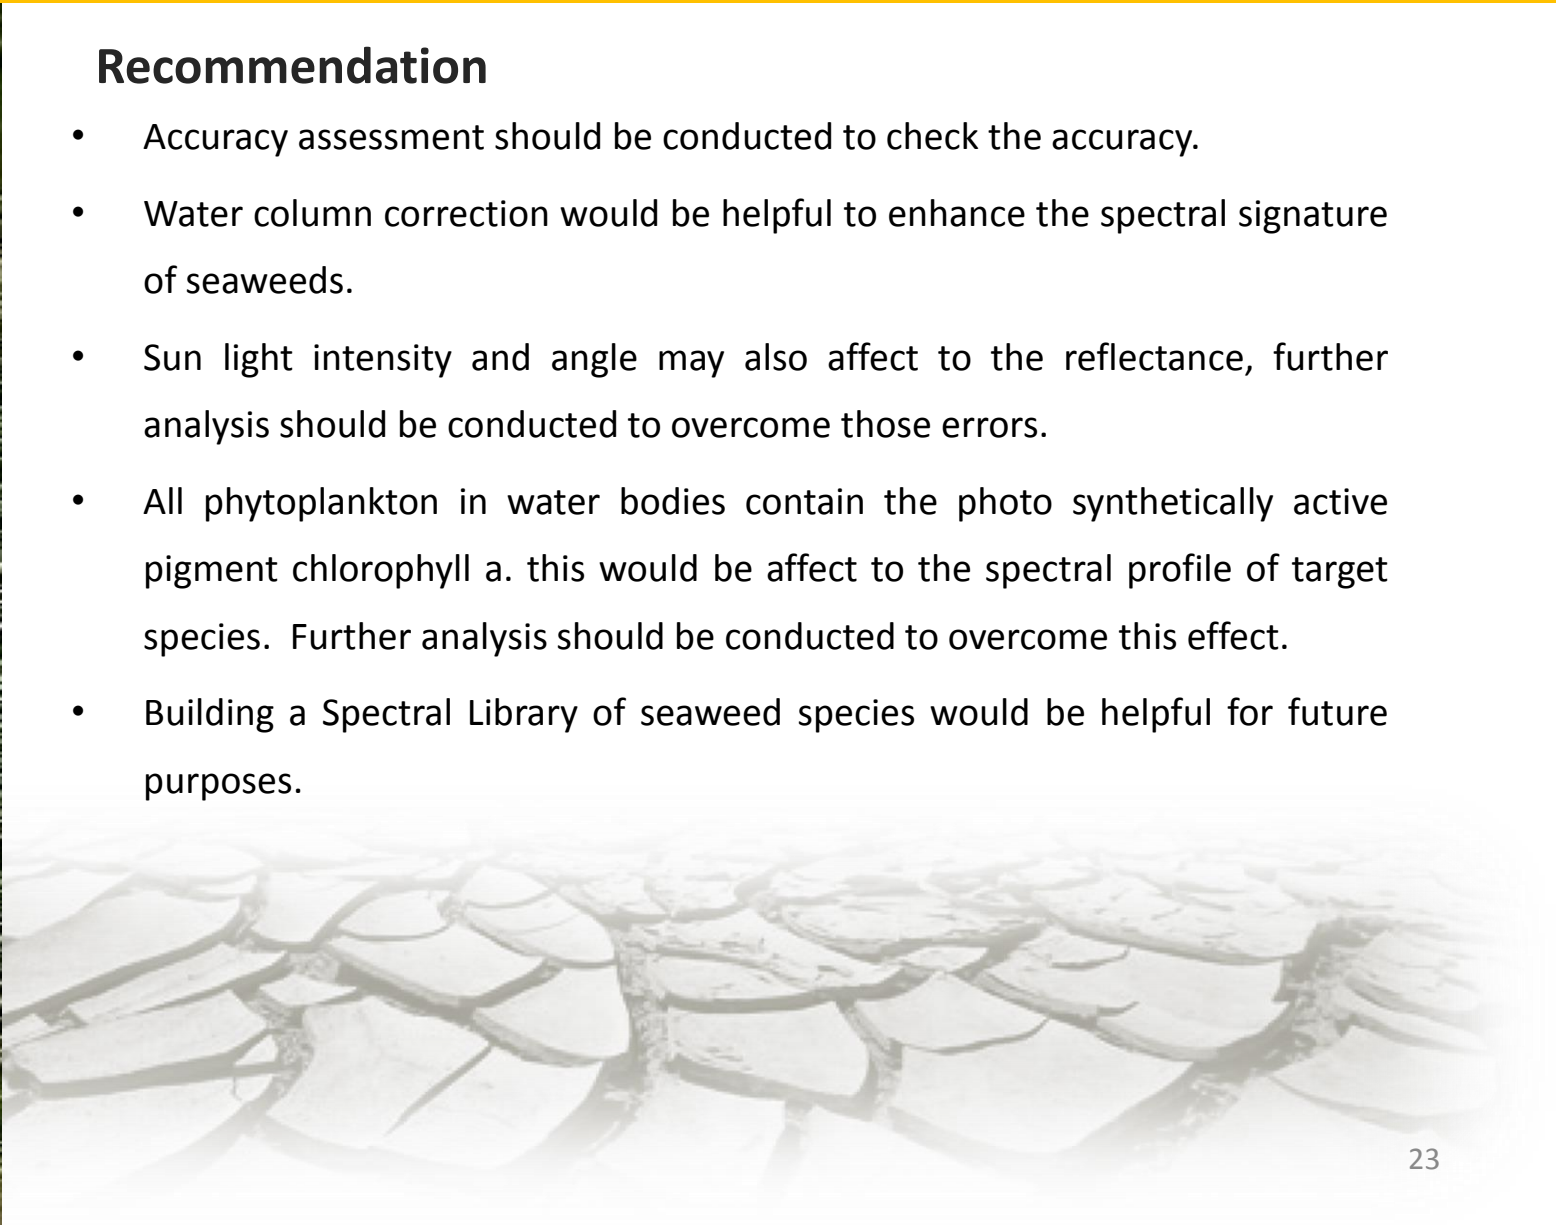 Recommendation
• Accuracy assessment should be conducted to check the accuracy.
• Water column correction would be helpful to enhance the spectral signature
of seaweeds.
• Sun light intensity and angle may also affect to the reflectance, further
analysis should be conducted to overcome those errors.
• All phytoplankton in water bodies contain the photo synthetically active
pigment chlorophyll a. this would be affect to the spectral profile of target
species.  Further analysis should be conducted to overcome this effect.
• Building a Spectral Library of seaweed species would be helpful for future
purposes.
23